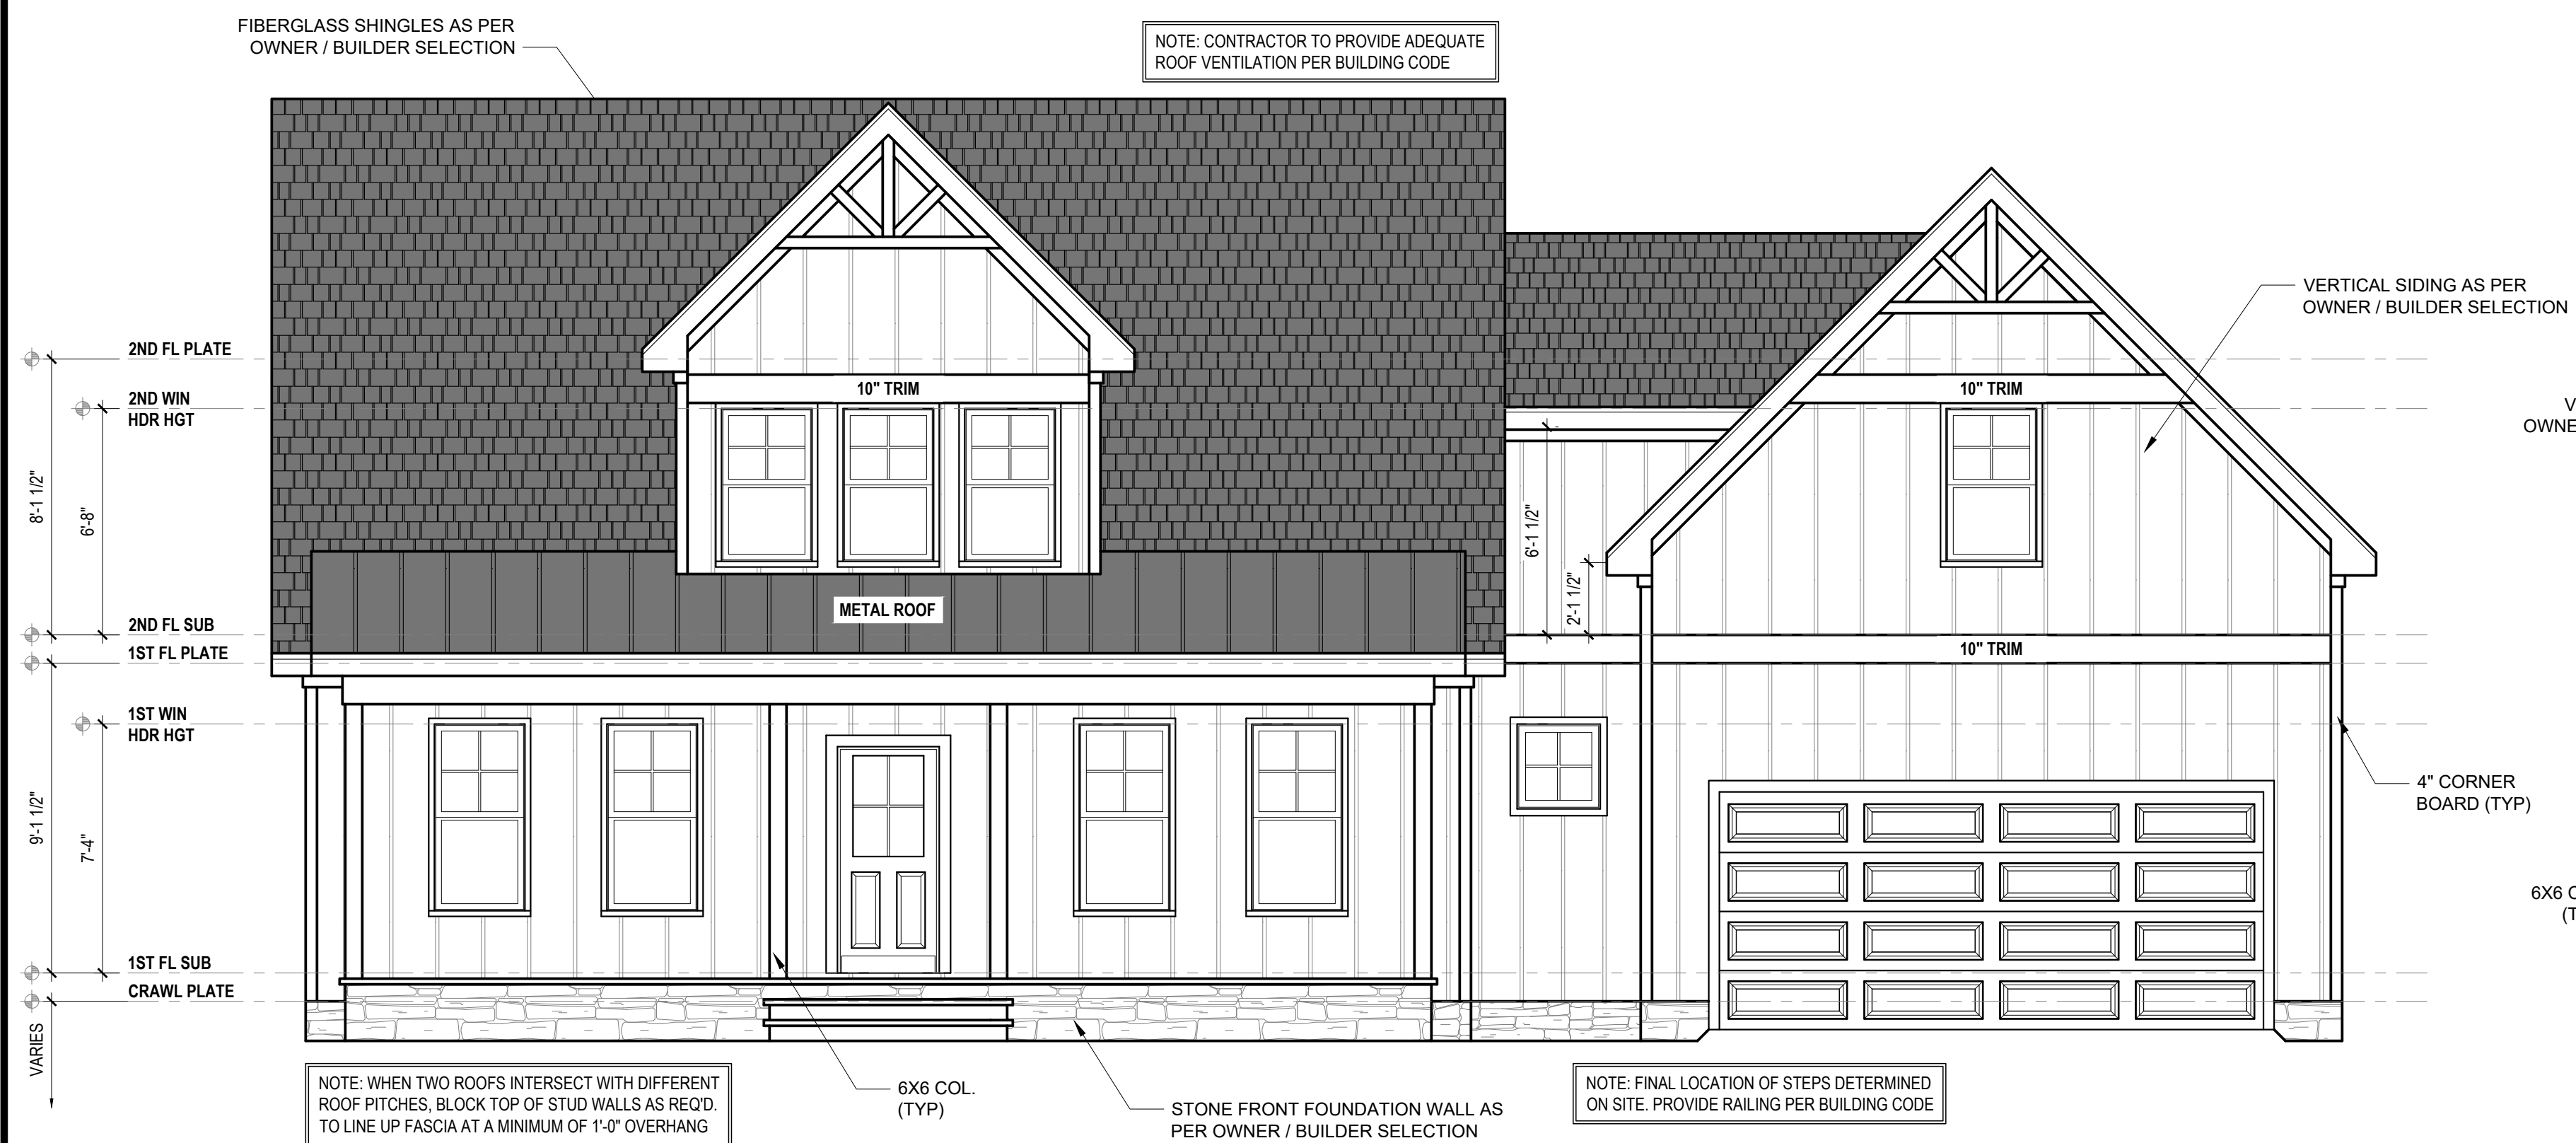 FIBERGLASS SHINGLES AS PER
OWNER / BUILDER SELECTION
NOTE: CONTRACTOR TO PROVIDE ADEQUATE
ROOF VENTILATION PER BUILDING CODE
VERTICAL SIDING AS PER
OWNER / BUILDER SELECTION
2ND FL PLATE
10" TRIM
10" TRIM
2ND WIN
HDR HGT
V
OWNE
8'-1 1/2"
6'-8"
6'-1 1/2"
2'-1 1/2"
METAL ROOF
2ND FL SUB
1ST FL PLATE
10" TRIM
1ST WIN
HDR HGT
4" CORNER
BOARD (TYP)
9'-1 1/2"
7'-4"
6X6 C
(T
1ST FL SUB
CRAWL PLATE
VARIES
NOTE: WHEN TWO ROOFS INTERSECT WITH DIFFERENT
ROOF PITCHES, BLOCK TOP OF STUD WALLS AS REQ'D.
TO LINE UP FASCIA AT A MINIMUM OF 1'-0" OVERHANG
6X6 COL.
(TYP)
STONE FRONT FOUNDATION WALL AS
PER OWNER / BUILDER SELECTION
NOTE: FINAL LOCATION OF STEPS DETERMINED
ON SITE. PROVIDE RAILING PER BUILDING CODE